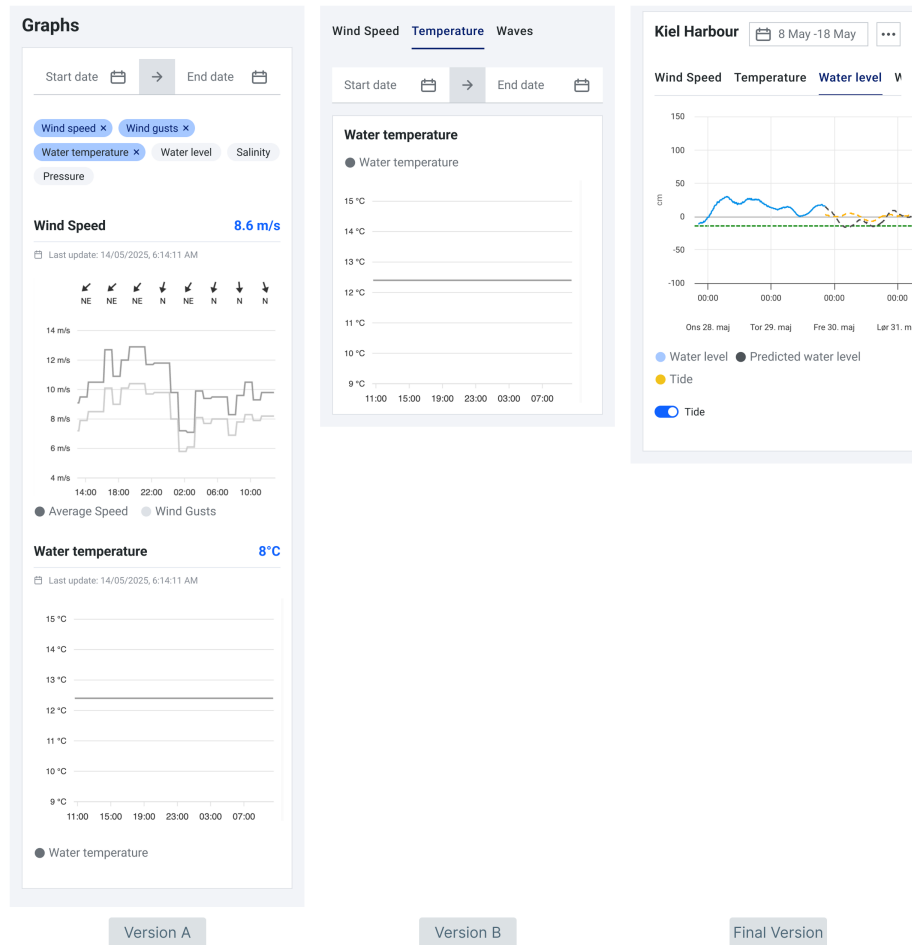 Graphs
Start date → End date
Wind speed × Wind gusts ×
Water temperature × Water level Salinity
Pressure
Wind Speed 8.6 m/s
Last update: 14/05/2025, 6:14:11 AM
NE NE NE N NE N N N
14 m/s
12 m/s
10 m/s
8 m/s
6 m/s
4 m/s
14:00 18:00 22:00 02:00 06:00 10:00
Average Speed Wind Gusts
Water temperature 8°C
Last update: 14/05/2025, 6:14:11 AM
15 °C
14 °C
13 °C
12 °C
11 °C
10 °C
9 °C
11:00 15:00 19:00 23:00 03:00 07:00
Water temperature
Version A
Wind Speed Temperature Waves
Start date → End date
Water temperature
Water temperature
15 °C
14 °C
13 °C
12 °C
11 °C
10 °C
9 °C
11:00 15:00 19:00 23:00 03:00 07:00
Version B
Kiel Harbour 8 May -18 May ...
Wind Speed Temperature Water level
150
100
50
cm
0
-50
-100
00:00 00:00 00:00 00:00
Ons 28. maj Tor 29. maj Fre 30. maj Lør 31. m
Water level Predicted water level
Tide
Tide
Final Version